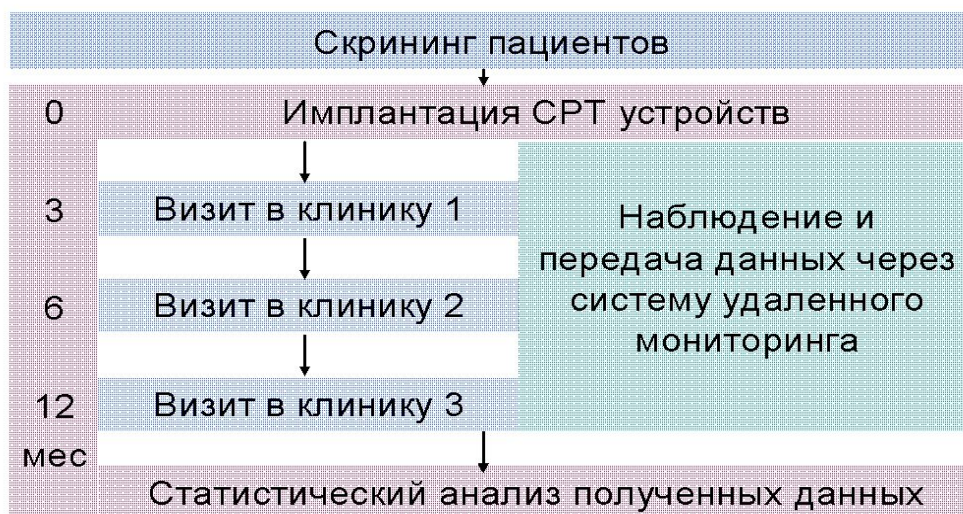 Скрининг пациентов
0 Имплантация СРТ устройств
3 Визит в клинику 1
6 Визит в клинику 2
12 Визит в клинику 3
мес
Наблюдение и
передача данных через
систему удаленного
мониторинга
Статистический анализ полученных данных